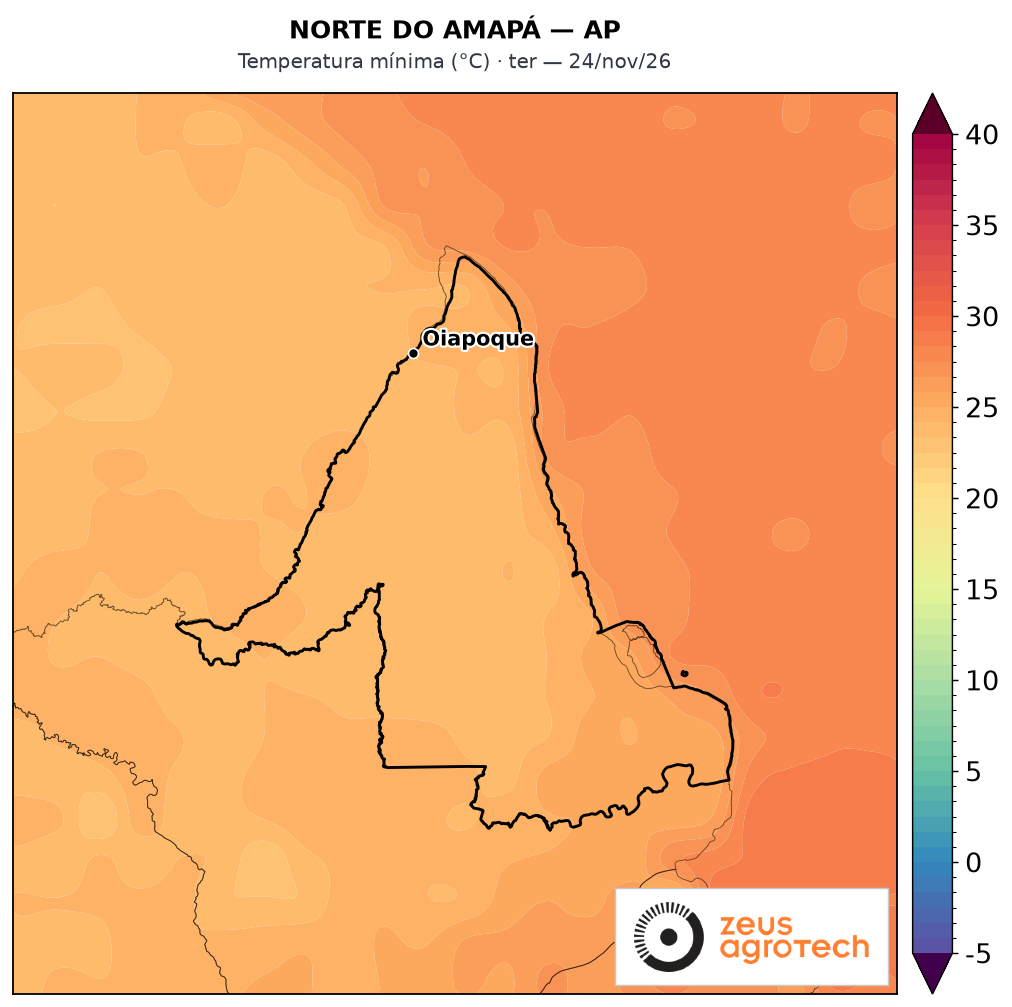 NORTE DO AMAPÁ — AP
Temperatura mínima (°C) · ter — 24/nov/26
Oiapoque
40
35
30
25
20
15
10
5
0
-5
zeus
agrotech